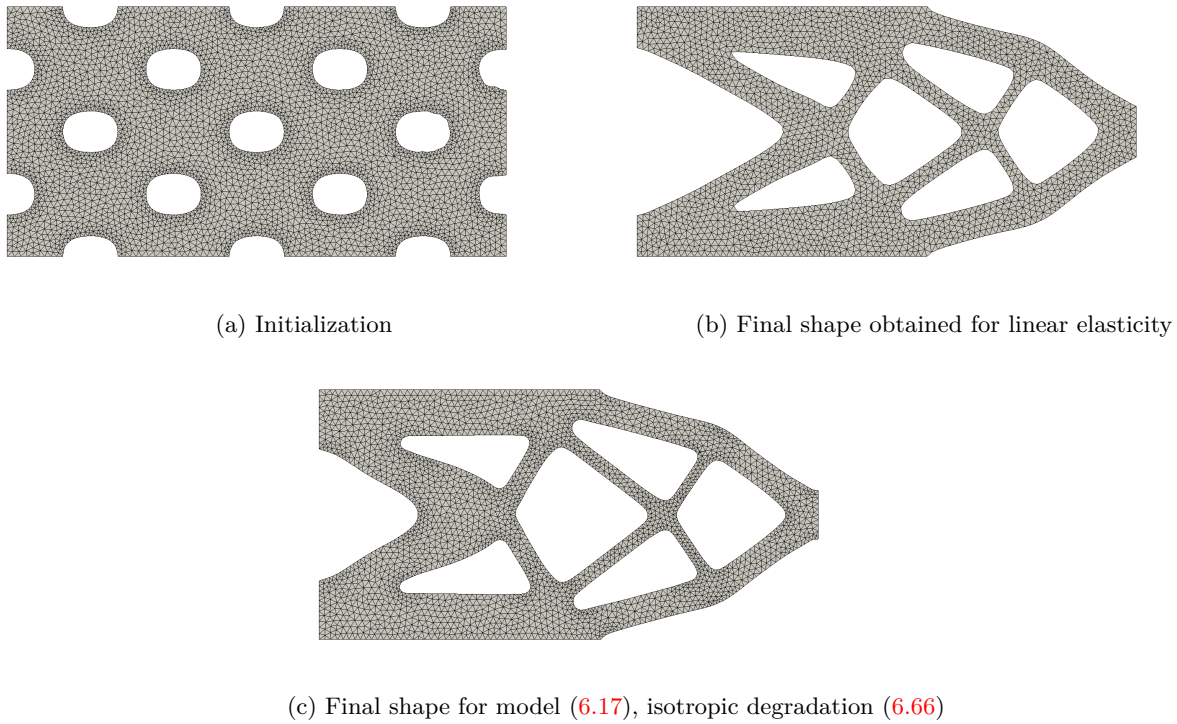 (a) Initialization
(b) Final shape obtained for linear elasticity
(c) Final shape for model (6.17), isotropic degradation (6.66)